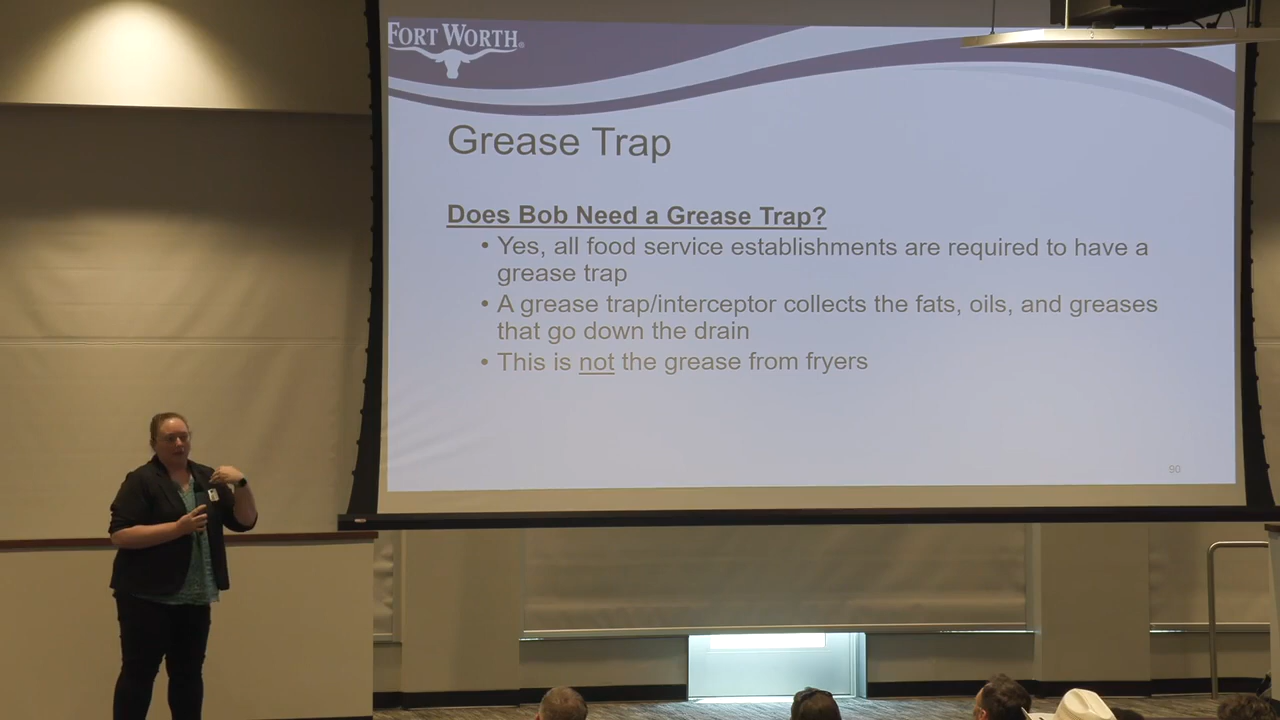 FORT WORTH®
Grease Trap
Does Bob Need a Grease Trap?
• Yes, all food service establishments are required to have a
grease trap
• A grease trap/interceptor collects the fats, oils, and greases
that go down the drain
• This is not the grease from fryers
90